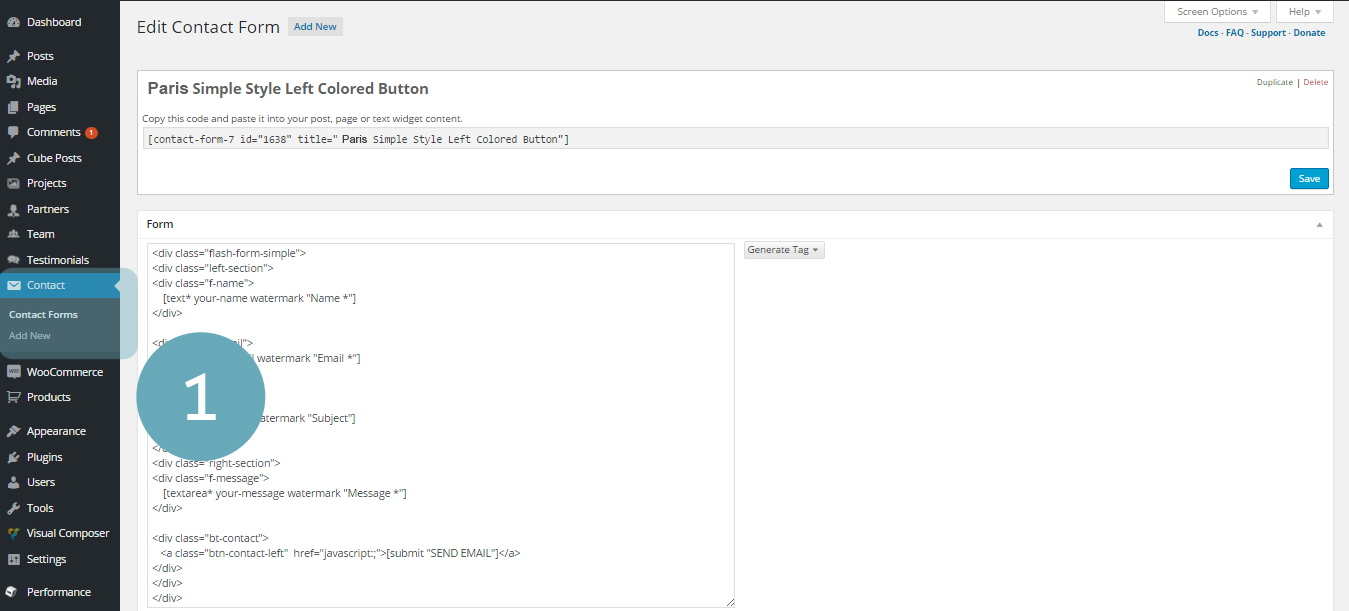 Screen Options
Help
Docs - FAQ - Support - Donate
Edit Contact Form Add New
Dashboard
Posts
Media
Pages
Comments 1
Cube Posts
Projects
Partners
Team
Testimonials
Contact
Contact Forms
Add New
WooCommerce
Products
Appearance
Plugins
Users
Tools
Visual Composer
Settings
Performance
Paris Simple Style Left Colored Button
Duplicate | Delete
Copy this code and paste it into your post, page or text widget content.
[contact-form-7 id="1638" title=" Paris Simple Style Left Colored Button"]
Save
Form
Generate Tag
<div class="flash-form-simple">
<div class="left-section">
<div class="f-name">
[text* your-name watermark "Name *"]
</div>
watermark "Email *"]
"Subject"]
1
<div class="right-section">
<div class="f-message">
[textarea* your-message watermark "Message *"]
</div>
<div class="bt-contact">
<a class="btn-contact-left" href="javascript:;">[submit "SEND EMAIL"]</a>
</div>
</div>
</div>